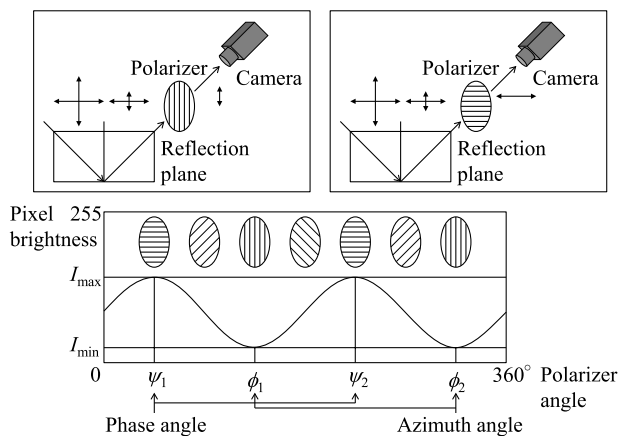 Polarizer
Camera
Reflection
plane
Polarizer
Camera
Reflection
plane
Pixel
brightness
255
I_max
I_min
0
ψ1
ϕ1
ψ2
ϕ2
360°
Polarizer
angle
Phase angle
Azimuth angle